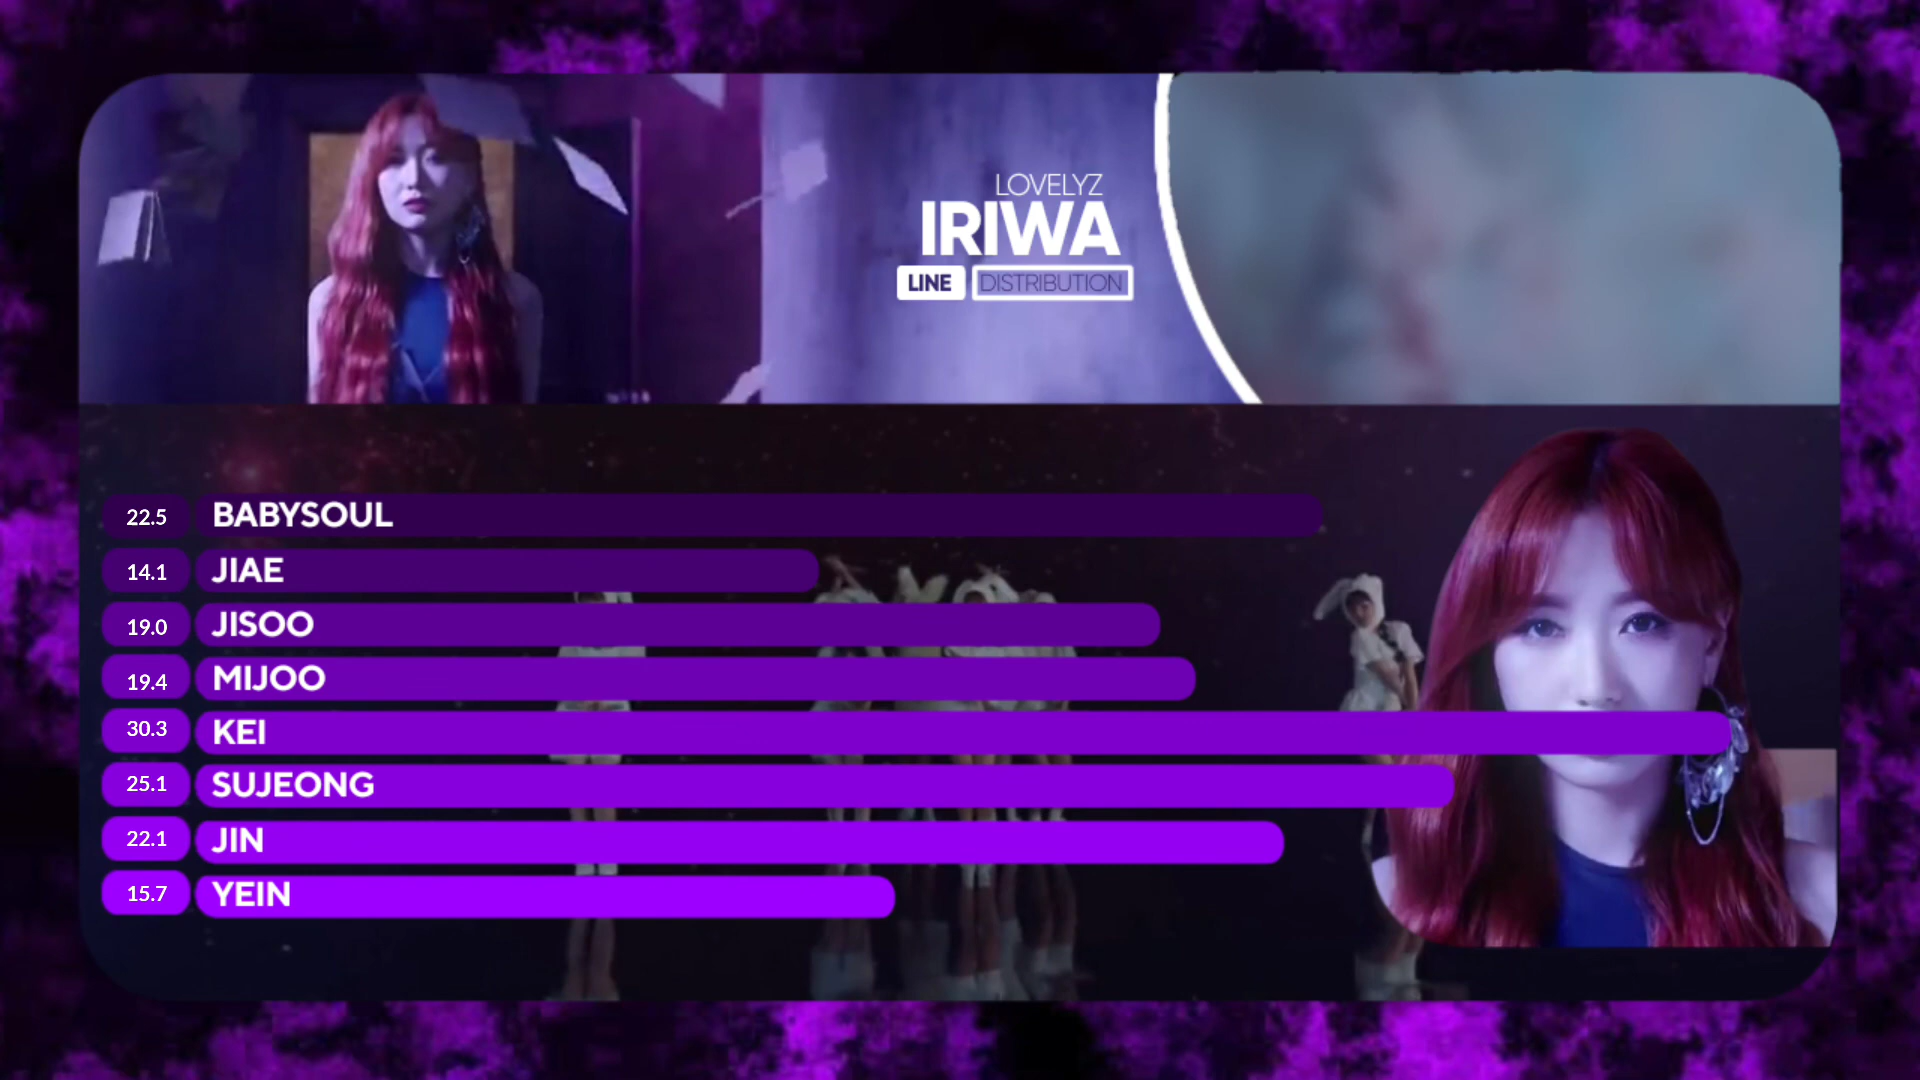 LOVELYZ
IRIWA
LINE DISTRIBUTION
22.5 BABYSOUL
14.1 JIAE
19.0 JISOO
19.4 MIJOO
30.3 KEI
25.1 SUJEONG
22.1 JIN
15.7 YEIN